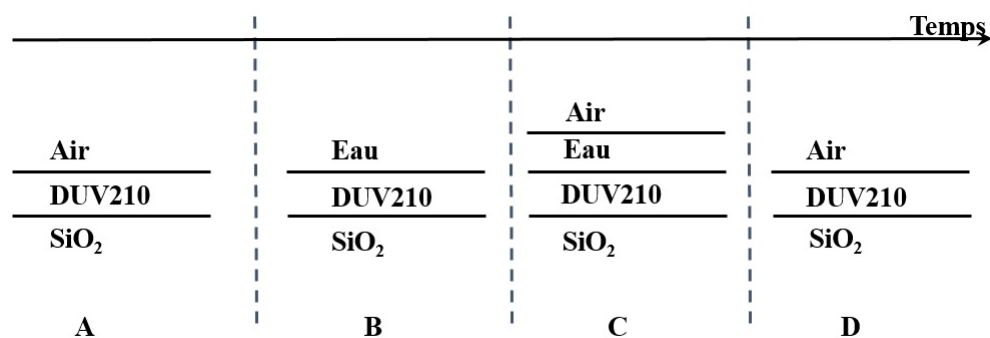 Temps
Air
DUV210
SiO₂
A
Eau
DUV210
SiO₂
B
Air
Eau
DUV210
SiO₂
C
Air
DUV210
SiO₂
D